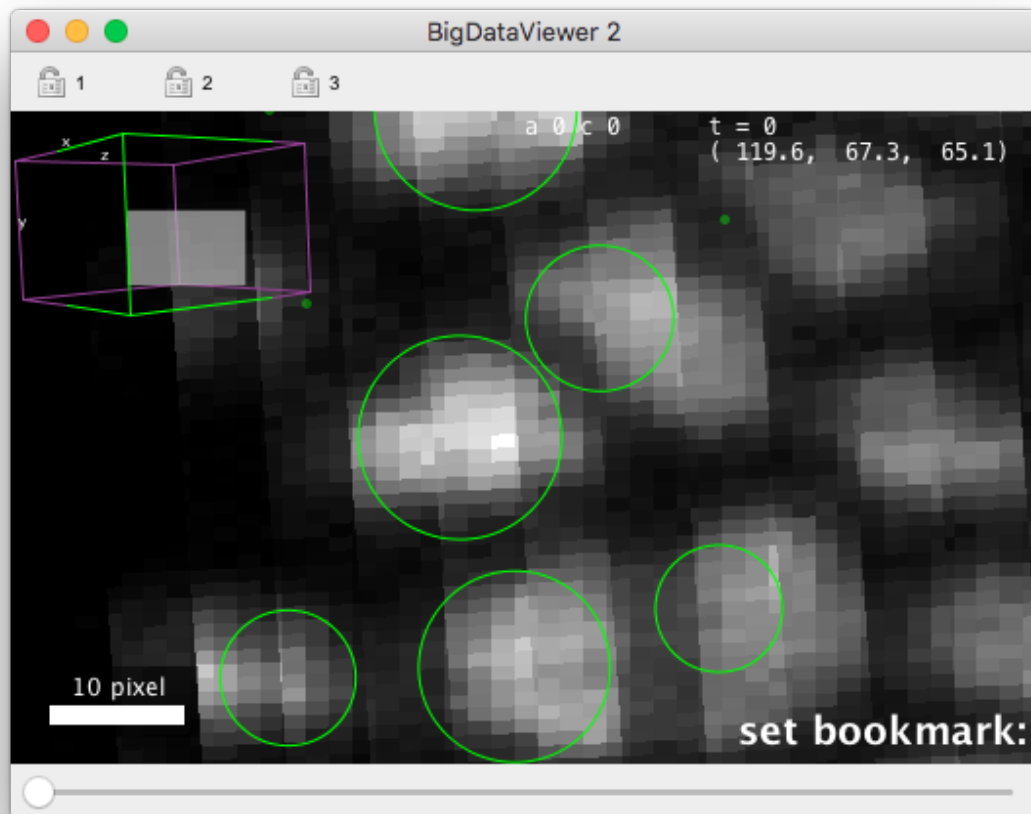 BigDataViewer 2
1 2 3
a 0 c 0 t = 0
( 119.6, 67.3, 65.1)
x
z
y
10 pixel
set bookmark: